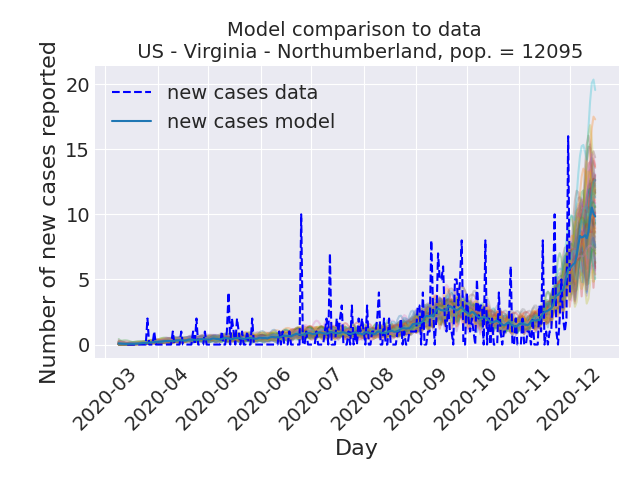 Model comparison to data
US - Virginia - Northumberland, pop. = 12095
new cases data
new cases model
Number of new cases reported
20
15
10
5
0
2020-03
2020-04
2020-05
2020-06
2020-07
2020-08
2020-09
2020-10
2020-11
2020-12
Day